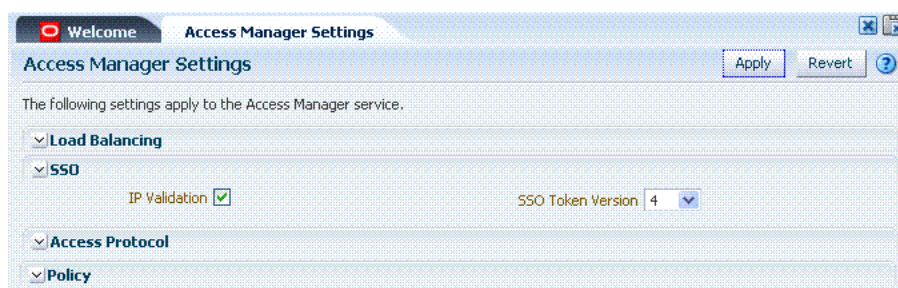 Welcome
Access Manager Settings
Access Manager Settings
Apply
Revert
?
The following settings apply to the Access Manager service.
Load Balancing
SSO
IP Validation
SSO Token Version 4
Access Protocol
Policy